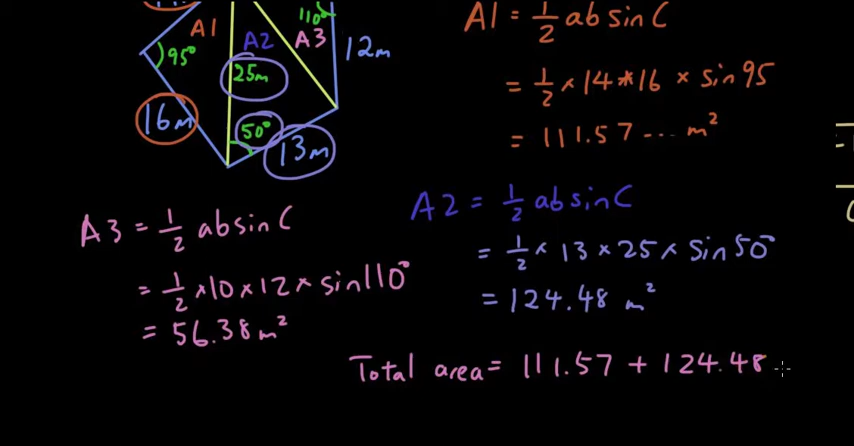 A1
A2
A3
110°
95°
12m
25m
16m
50°
13m
A1 = 1/2 ab sin C
= 1/2 × 14 * 16 × sin 95
= 111.57 ... m²
A2 = 1/2 ab sin C
= 1/2 × 13 × 25 × sin 50°
= 124.48 m²
A3 = 1/2 ab sin C
= 1/2 × 10 × 12 × sin 110°
= 56.38 m²
Total area = 111.57 + 124.48